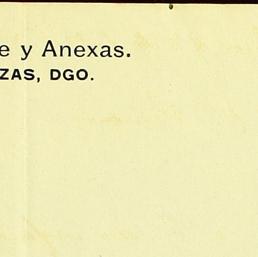 e y Anexas.
ZAS, DGO.